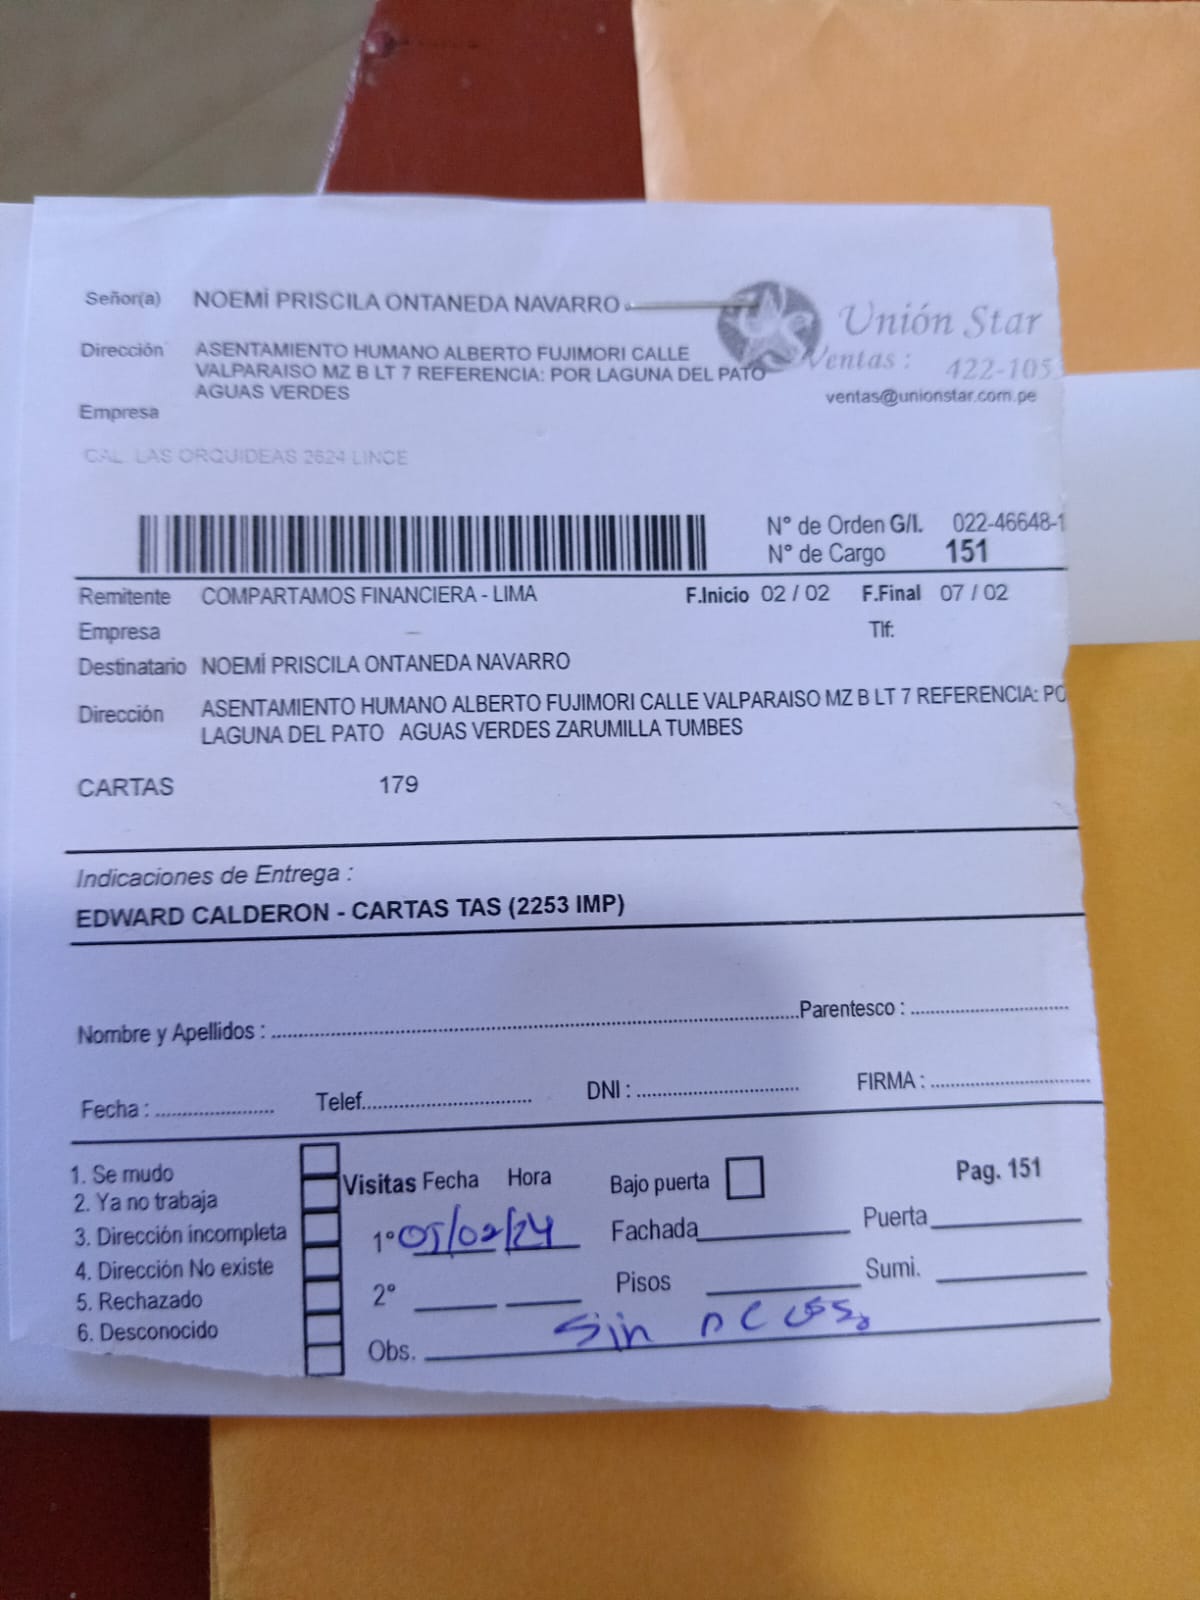 Señor(a) NOEMÍ PRISCILA ONTANEDA NAVARRO
Unión Star
Dirección ASENTAMIENTO HUMANO ALBERTO FUJIMORI CALLE
VALPARAISO MZ B LT 7 REFERENCIA: POR LAGUNA DEL PATO
AGUAS VERDES
Ventas : 422-105
ventas@unionstar.com.pe
Empresa
CAL. LAS ORQUIDEAS 2624 LINCE
N° de Orden G/I. 022-46648-1
N° de Cargo 151
Remitente COMPARTAMOS FINANCIERA - LIMA F.Inicio 02 / 02 F.Final 07 / 02
Empresa – Tlf:
Destinatario NOEMÍ PRISCILA ONTANEDA NAVARRO
Dirección ASENTAMIENTO HUMANO ALBERTO FUJIMORI CALLE VALPARAISO MZ B LT 7 REFERENCIA: PO
LAGUNA DEL PATO AGUAS VERDES ZARUMILLA TUMBES
CARTAS 179
Indicaciones de Entrega :
EDWARD CALDERON - CARTAS TAS (2253 IMP)
Nombre y Apellidos : Parentesco :
Fecha : Telef. DNI : FIRMA :
1. Se mudo
2. Ya no trabaja
3. Dirección incompleta
4. Dirección No existe
5. Rechazado
6. Desconocido
Visitas Fecha Hora
1° 05/02/24
2°
Obs. Sin
Bajo puerta
Fachada
Pisos
Pag. 151
Puerta
Sumi.